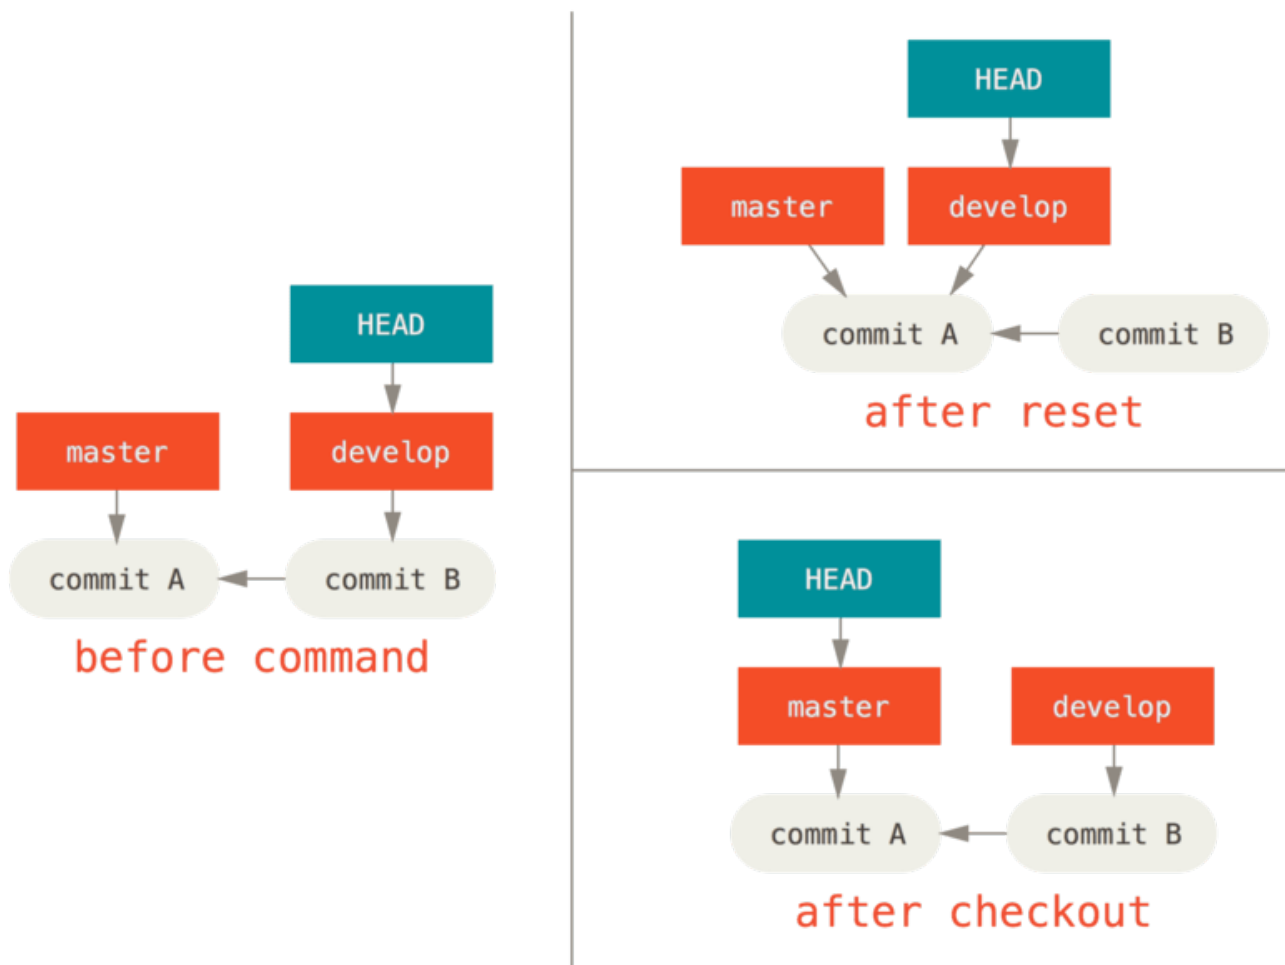 HEAD
master
develop
commit A
commit B
before command
HEAD
master
develop
commit A
commit B
after reset
HEAD
master
develop
commit A
commit B
after checkout